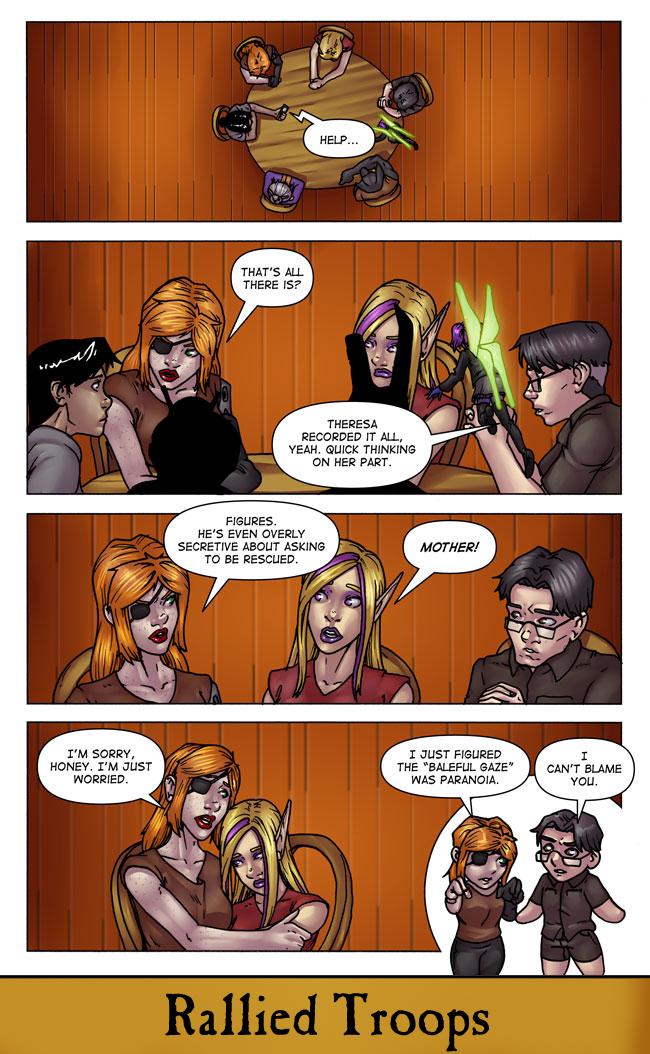 HELP...
THAT'S ALL
THERE IS?
THERESA
RECORDED IT ALL,
YEAH. QUICK THINKING
ON HER PART.
FIGURES.
HE'S EVEN OVERLY
SECRETIVE ABOUT ASKING
TO BE RESCUED.
MOTHER!
I'M SORRY,
HONEY. I'M JUST
WORRIED.
I JUST FIGURED
THE "BALEFUL GAZE"
WAS PARANOIA.
I
CAN'T BLAME
YOU.
Rallied Troops